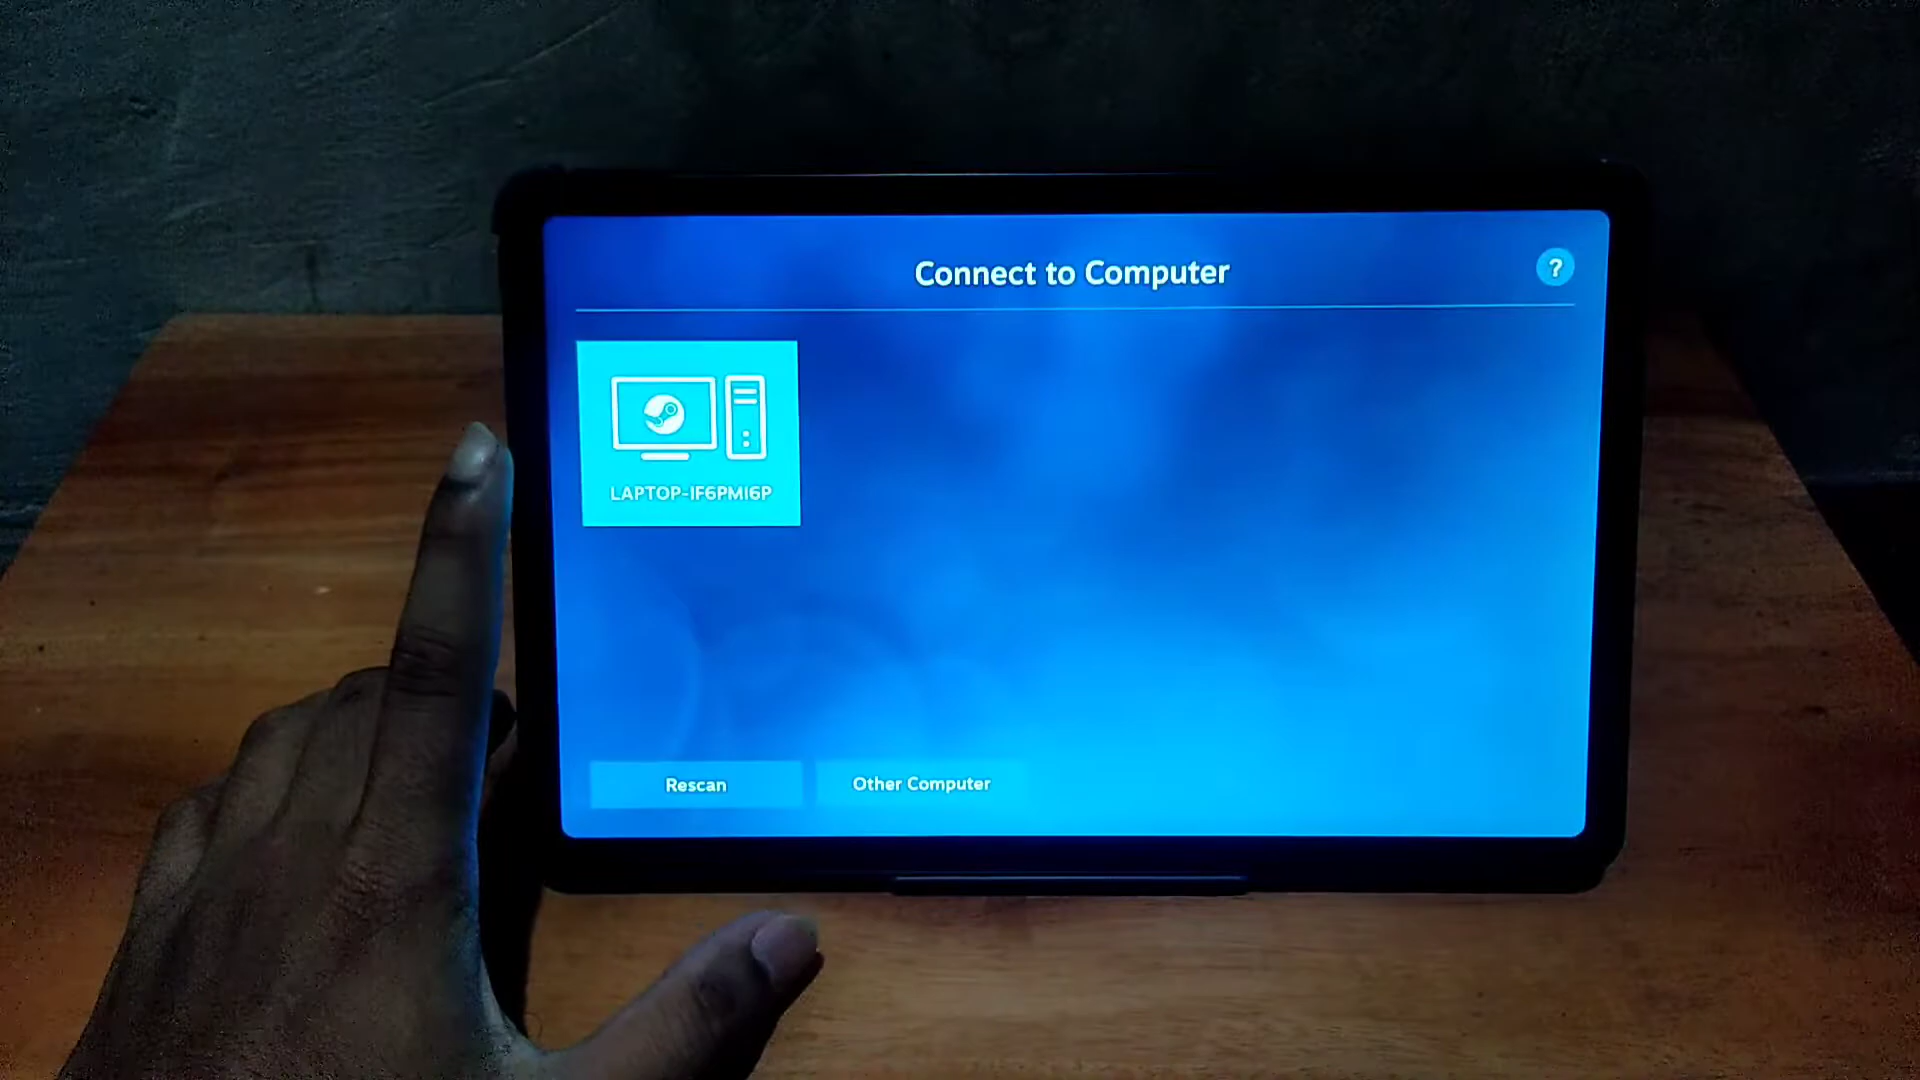 Connect to Computer
?
LAPTOP-IF6PMI6P
Rescan
Other Computer